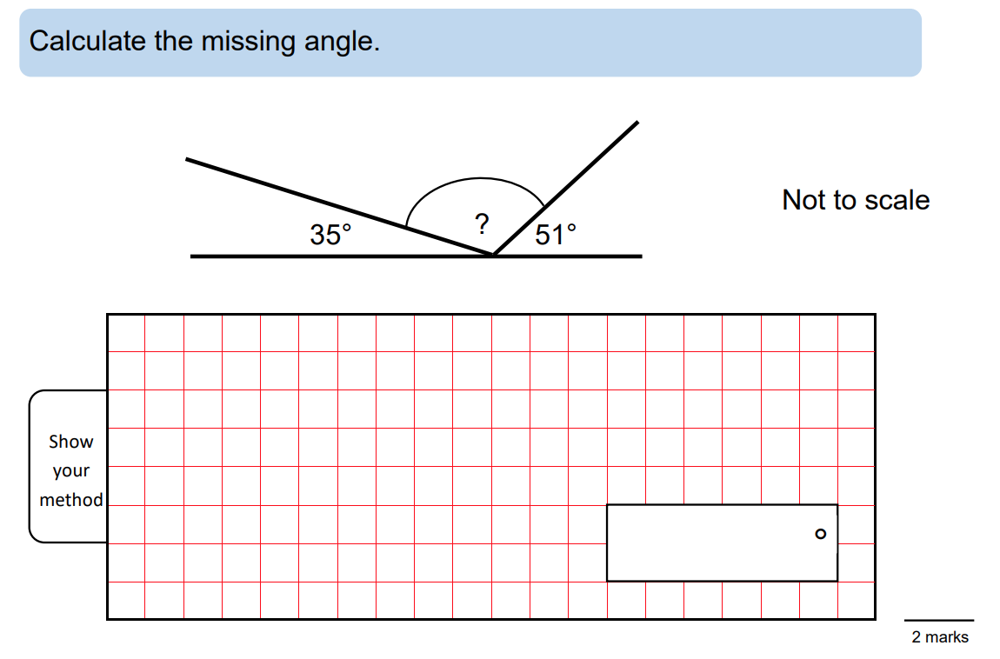 Calculate the missing angle.
Not to scale
35° ? 51°
Show
your
method
°
2 marks